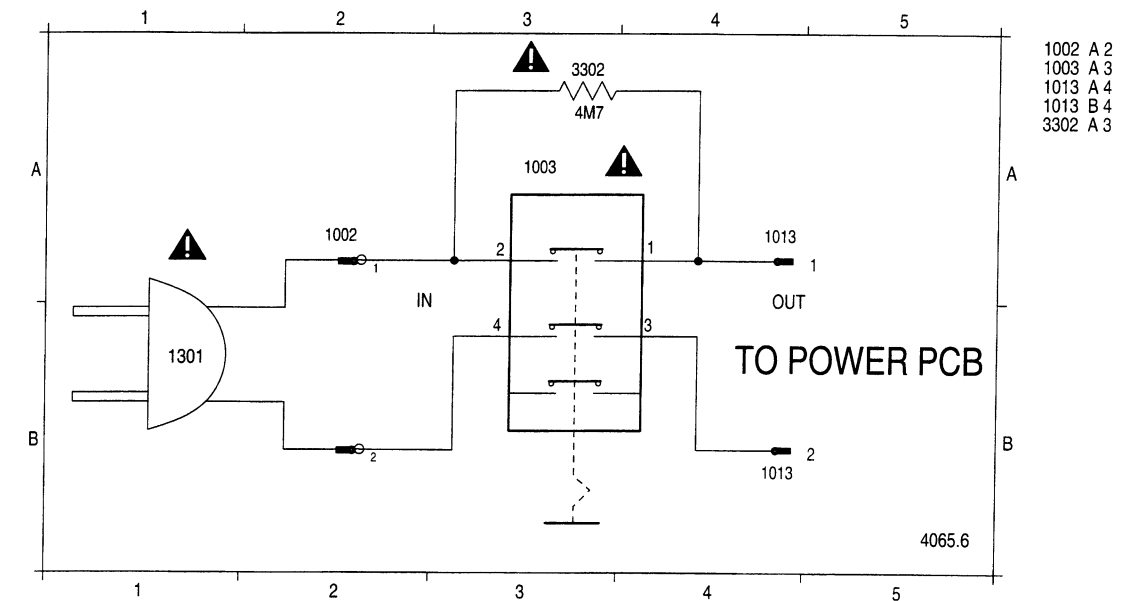 1 2 3 4 5
1002 A 2
1003 A 3
1013 A 4
1013 B 4
3302 A 3
!
3302
4M7
A
1003
!
A
!
1002
1013
2
1
1
1
IN
OUT
4
3
1301
TO POWER PCB
B
B
2
2
1013
4065.6
1 2 3 4 5